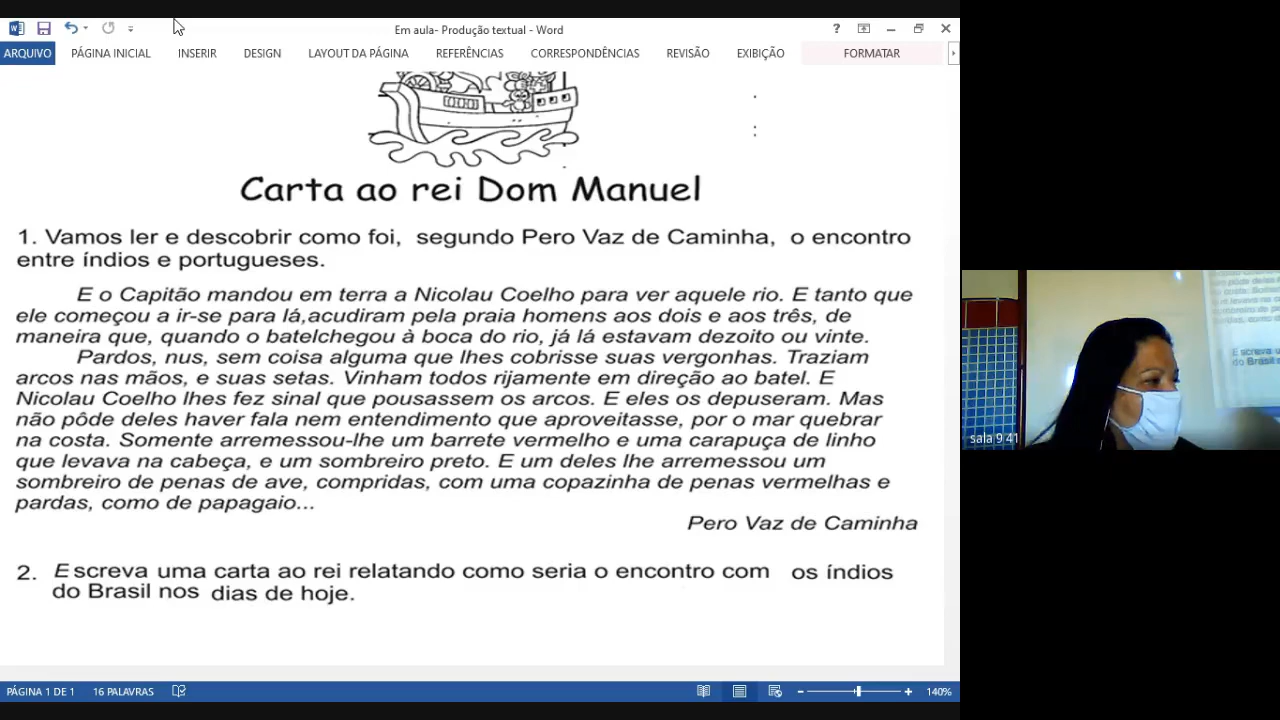 Em aula- Produção textual - Word
?
ARQUIVO PÁGINA INICIAL INSERIR DESIGN LAYOUT DA PÁGINA REFERÊNCIAS CORRESPONDÊNCIAS REVISÃO EXIBIÇÃO FORMATAR
Carta ao rei Dom Manuel
1. Vamos ler e descobrir como foi, segundo Pero Vaz de Caminha, o encontro
entre índios e portugueses.
E o Capitão mandou em terra a Nicolau Coelho para ver aquele rio. E tanto que
ele começou a ir-se para lá,acudiram pela praia homens aos dois e aos três, de
maneira que, quando o batelchegou à boca do rio, já lá estavam dezoito ou vinte.
Pardos, nus, sem coisa alguma que lhes cobrisse suas vergonhas. Traziam
arcos nas mãos, e suas setas. Vinham todos rijamente em direção ao batel. E
Nicolau Coelho lhes fez sinal que pousassem os arcos. E eles os depuseram. Mas
não pôde deles haver fala nem entendimento que aproveitasse, por o mar quebrar
na costa. Somente arremessou-lhe um barrete vermelho e uma carapuça de linho
que levava na cabeça, e um sombreiro preto. E um deles lhe arremessou um
sombreiro de penas de ave, compridas, com uma copazinha de penas vermelhas e
pardas, como de papagaio...
Pero Vaz de Caminha
2. Escreva uma carta ao rei relatando como seria o encontro com os índios
do Brasil nos dias de hoje.
PÁGINA 1 DE 1 16 PALAVRAS 140%
sala 9 41